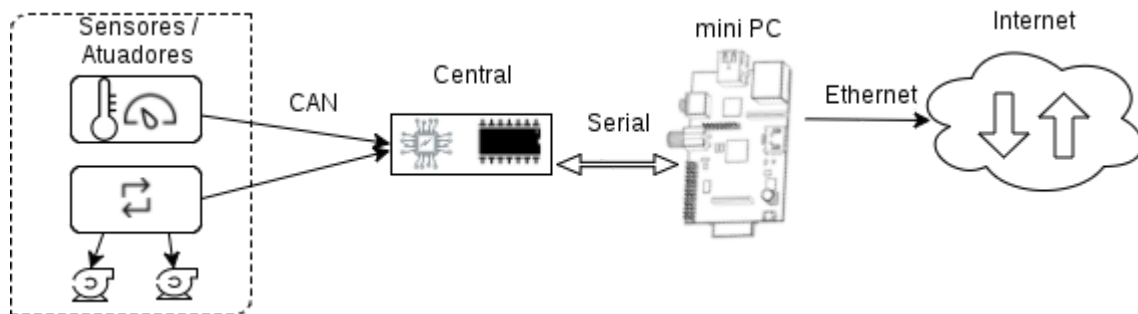 Sensores /
Atuadores
CAN
Central
Serial
mini PC
Ethernet
Internet